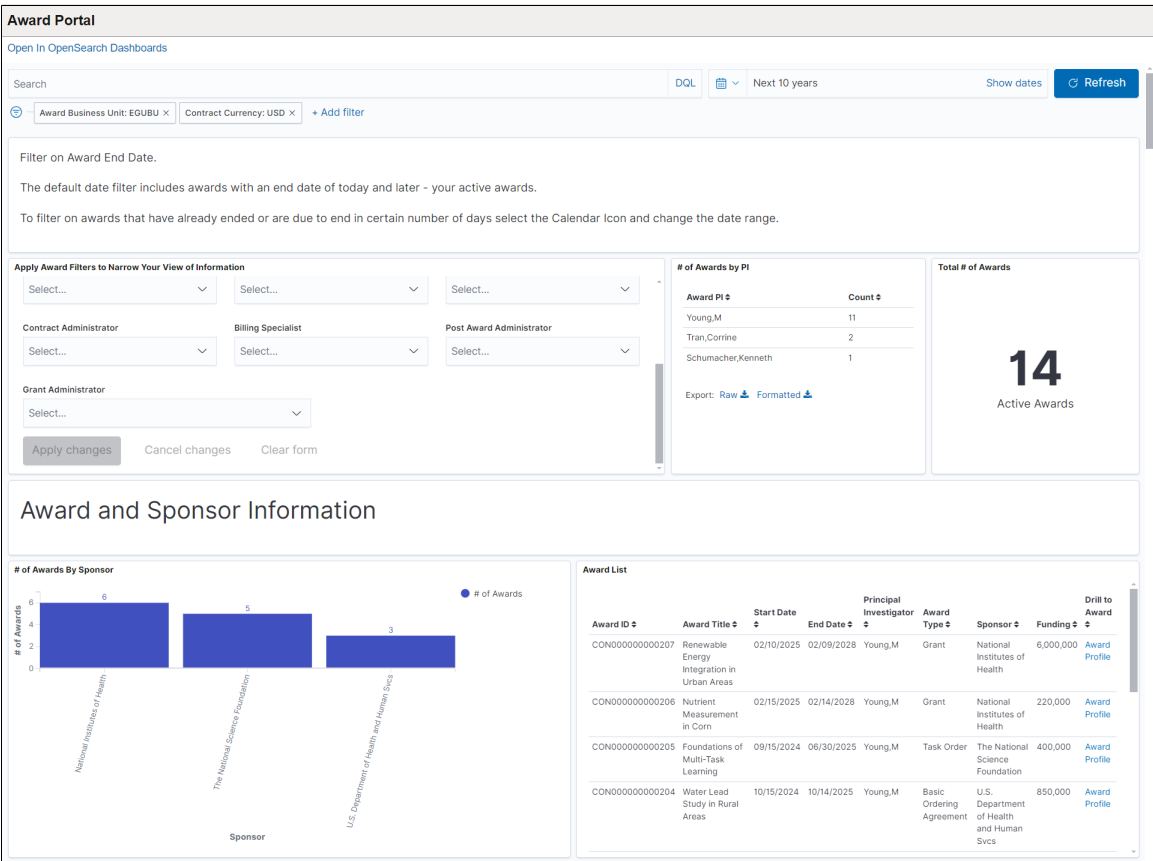 Award Portal
Open In OpenSearch Dashboards
Search
DQL
Next 10 years
Show dates
Refresh
Award Business Unit: EGUBU ×
Contract Currency: USD ×
+ Add filter
Filter on Award End Date.
The default date filter includes awards with an end date of today and later - your active awards.
To filter on awards that have already ended or are due to end in certain number of days select the Calendar Icon and change the date range.
Apply Award Filters to Narrow Your View of Information
Select...
Select...
Select...
Contract Administrator
Billing Specialist
Post Award Administrator
Select...
Select...
Select...
Grant Administrator
Select...
Apply changes
Cancel changes
Clear form
# of Awards by PI
Award PI
Count
Young,M 11
Tran,Corrine 2
Schumacher,Kenneth 1
Export: Raw Formatted
Total # of Awards
14
Active Awards
Award and Sponsor Information
# of Awards By Sponsor
# of Awards
# of Awards
6
4
2
0
6
5
3
National Institutes of Health
The National Science Foundation
U.S. Department of Health and Human Svcs
Sponsor
Award List
Award ID
Award Title
Start Date
End Date
Principal
Investigator
Award
Type
Sponsor
Funding
Drill to
Award
CON000000000207 Renewable 02/10/2025 02/09/2028 Young,M Grant National 6,000,000 Award
Energy Institutes of Profile
Integration in Health
Urban Areas
CON000000000206 Nutrient 02/15/2025 02/14/2028 Young,M Grant National 220,000 Award
Measurement Institutes of Profile
in Corn Health
CON000000000205 Foundations of 09/15/2024 06/30/2025 Young,M Task Order The National 400,000 Award
Multi-Task Science Profile
Learning Foundation
CON000000000204 Water Lead 10/15/2024 10/14/2025 Young,M Basic U.S. 850,000 Award
Study in Rural Ordering Department Profile
Areas Agreement of Health
and Human
Svcs